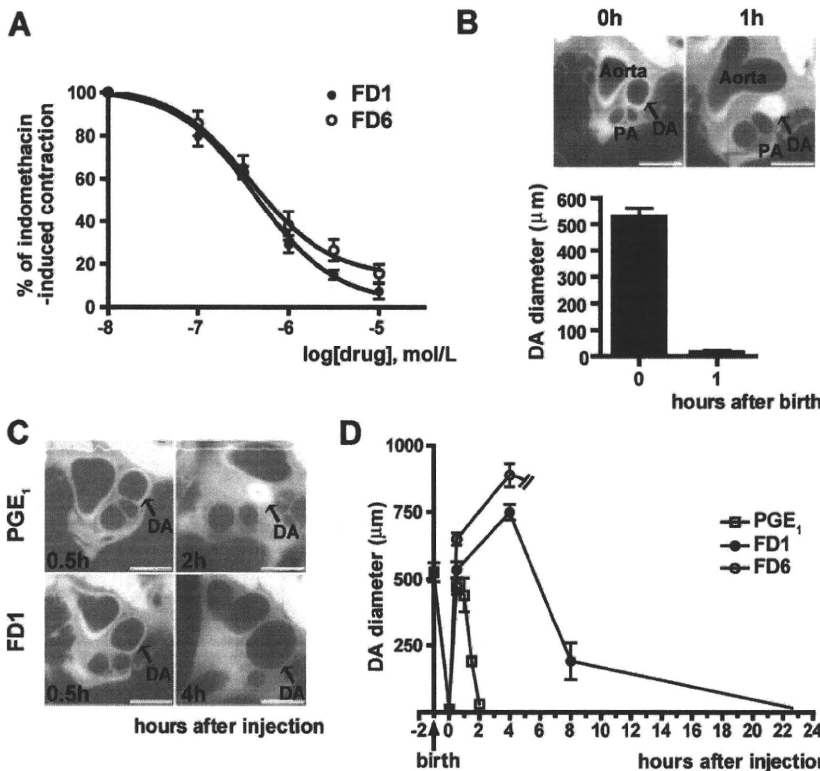 A
% of indomethacin
-induced contraction
100
80
60
40
20
0
-8
-7
-6
-5
log[drug], mol/L
FD1
FD6
B
0h
1h
Aorta
PA
DA
Aorta
PA
DA
DA diameter (μm)
600
500
400
300
200
100
0
0
1
hours after birth
C
PGE1
DA
0.5h
DA
2h
FD1
DA
0.5h
DA
4h
hours after injection
D
DA diameter (μm)
1000
750
500
250
PGE1
FD1
FD6
-2 0 2 4 6 8 10 12 14 16 18 20 22 24
birth
hours after injection